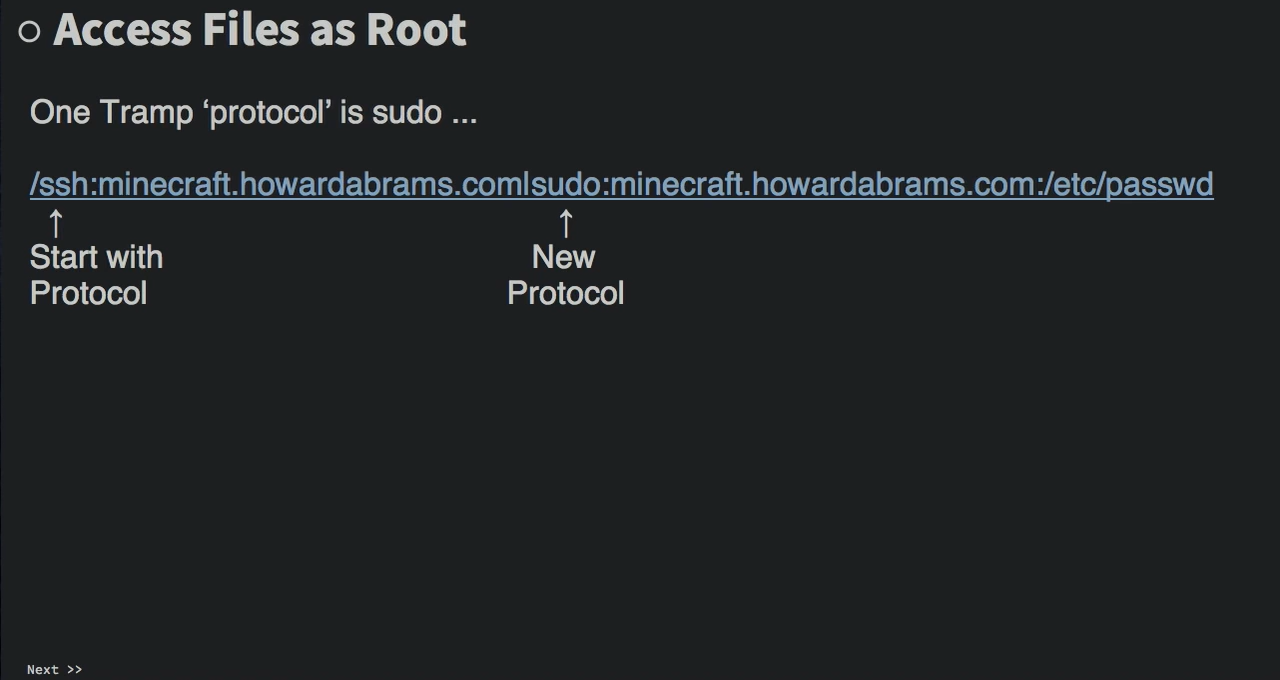 Access Files as Root
One Tramp ‘protocol’ is sudo ...
/ssh:minecraft.howardabrams.com|sudo:minecraft.howardabrams.com:/etc/passwd
↑ ↑
Start with New
Protocol Protocol
Next >>